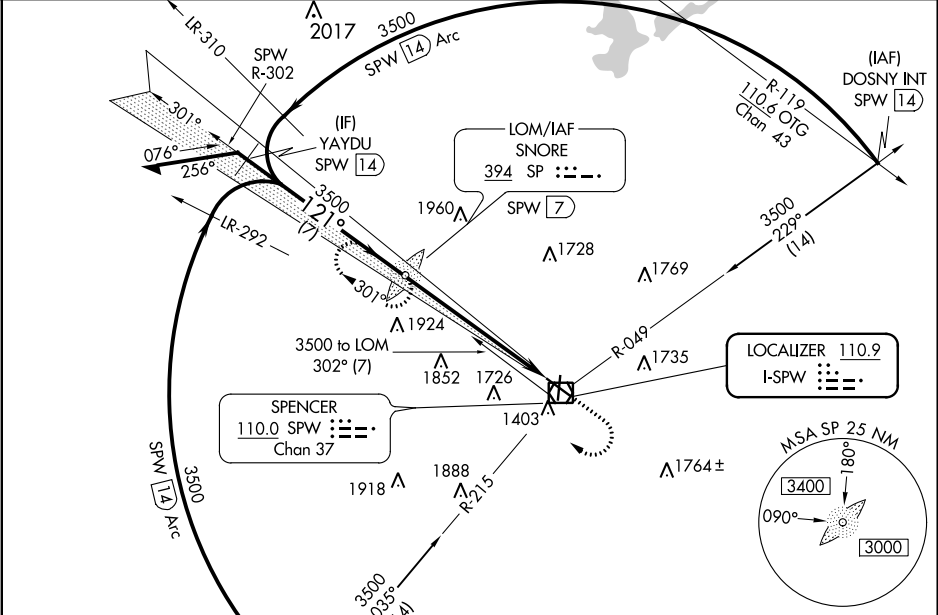 2017
3500
SPW 14 Arc
LR-310
SPW
R-302
(IAF)
DOSNY INT
SPW 14
R-119
110.6 OTG
Chan 43
301°
(IF)
YAYDU
SPW 14
076°
256°
LOM/IAF
SNORE
394 SP
SPW 7
3500
121°
(7)
1960
LR-292
3500
229°
(14)
1728
1769
301°
1924
3500 to LOM
302° (7)
R-049
1852
1726
1735
LOCALIZER 110.9
I-SPW
SPENCER
110.0 SPW
Chan 37
1403
MSA SP 25 NM
180°
3400
090°
3000
1764±
SPW 14 Arc
3500
1918
1888
R-215
3500
035°